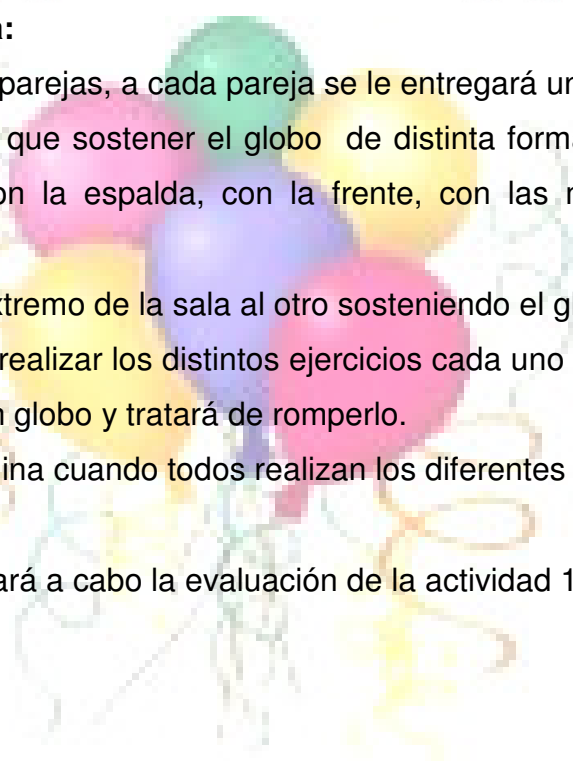 a:
parejas, a cada pareja se le entregará un
que sostener el globo de distinta forma
on la espalda, con la frente, con las
xtremo de la sala al otro sosteniendo el g
realizar los distintos ejercicios cada uno
n globo y tratará de romperlo.
ina cuando todos realizan los diferentes
ará a cabo la evaluación de la actividad 1